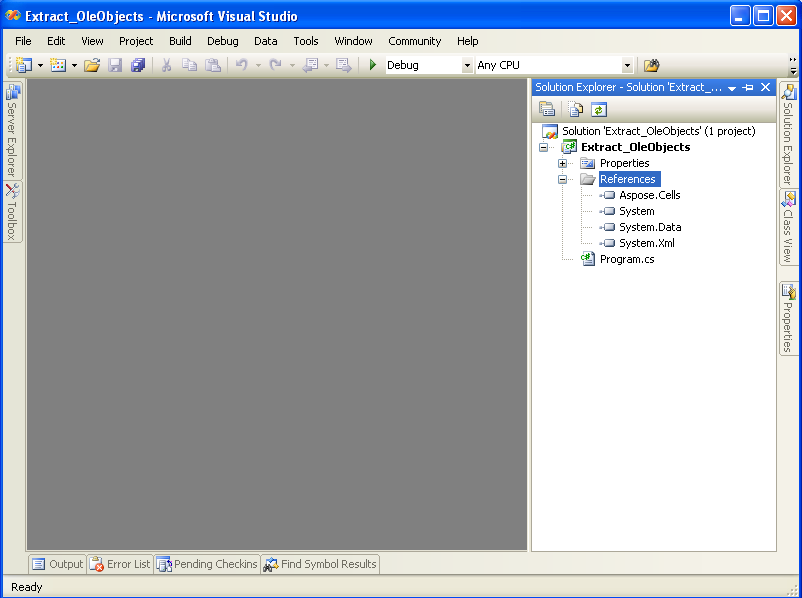 Extract_OleObjects - Microsoft Visual Studio
File Edit View Project Build Debug Data Tools Window Community Help
Debug Any CPU
Server Explorer
Toolbox
Solution Explorer - Solution 'Extract_...
Solution 'Extract_OleObjects' (1 project)
Extract_OleObjects
Properties
References
Aspose.Cells
System
System.Data
System.Xml
Program.cs
Solution Explorer
Class View
Properties
Output Error List Pending Checkins Find Symbol Results
Ready